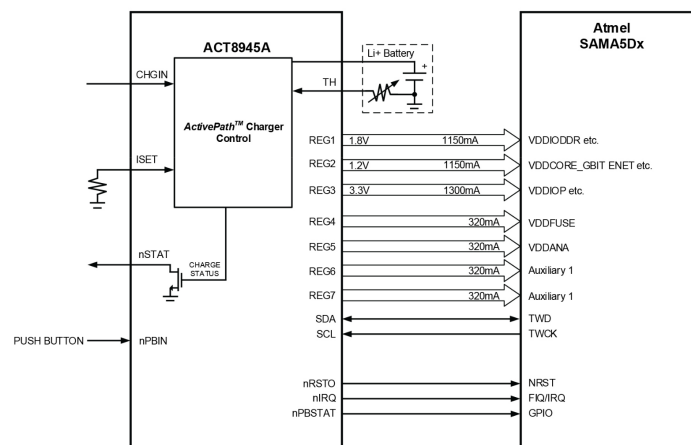 Atmel
SAMA5Dx
ACT8945A
Li+ Battery
+
CHGIN
TH
ActivePath™ Charger
Control
REG1 1.8V 1150mA VDDIODDR etc.
ISET
REG2 1.2V 1150mA VDDCORE_GBIT ENET etc.
REG3 3.3V 1300mA VDDIOP etc.
REG4 320mA VDDFUSE
REG5 320mA VDDANA
nSTAT
CHARGE
STATUS
REG6 320mA Auxiliary 1
REG7 320mA Auxiliary 1
SDA TWD
SCL TWCK
PUSH BUTTON nPBIN
nRSTO NRST
nIRQ FIQ/IRQ
nPBSTAT GPIO